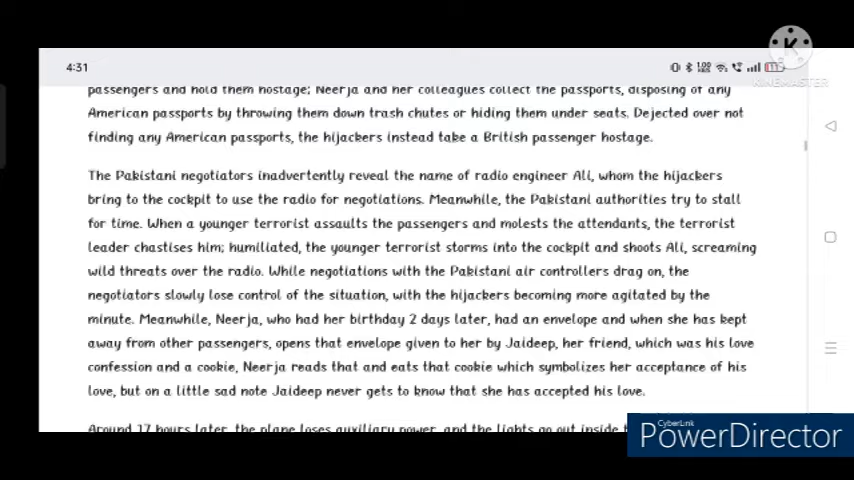 4:31
KINEMASTER
passengers and hold them hostage; Neerja and her colleagues collect the passports, disposing of any
American passports by throwing them down trash chutes or hiding them under seats. Dejected over not
finding any American passports, the hijackers instead take a British passenger hostage.
The Pakistani negotiators inadvertently reveal the name of radio engineer Ali, whom the hijackers
bring to the cockpit to use the radio for negotiations. Meanwhile, the Pakistani authorities try to stall
for time. When a younger terrorist assaults the passengers and molests the attendants, the terrorist
leader chastises him; humiliated, the younger terrorist storms into the cockpit and shoots Ali, screaming
wild threats over the radio. While negotiations with the Pakistani air controllers drag on, the
negotiators slowly lose control of the situation, with the hijackers becoming more agitated by the
minute. Meanwhile, Neerja, who had her birthday 2 days later, had an envelope and when she has kept
away from other passengers, opens that envelope given to her by Jaideep, her friend, which was his love
confession and a cookie, Neerja reads that and eats that cookie which symbolizes her acceptance of his
love, but on a little sad note Jaideep never gets to know that she has accepted his love.
Around 17 hours later, the plane loses auxiliary power, and the lights go out inside
CyberLink
PowerDirector